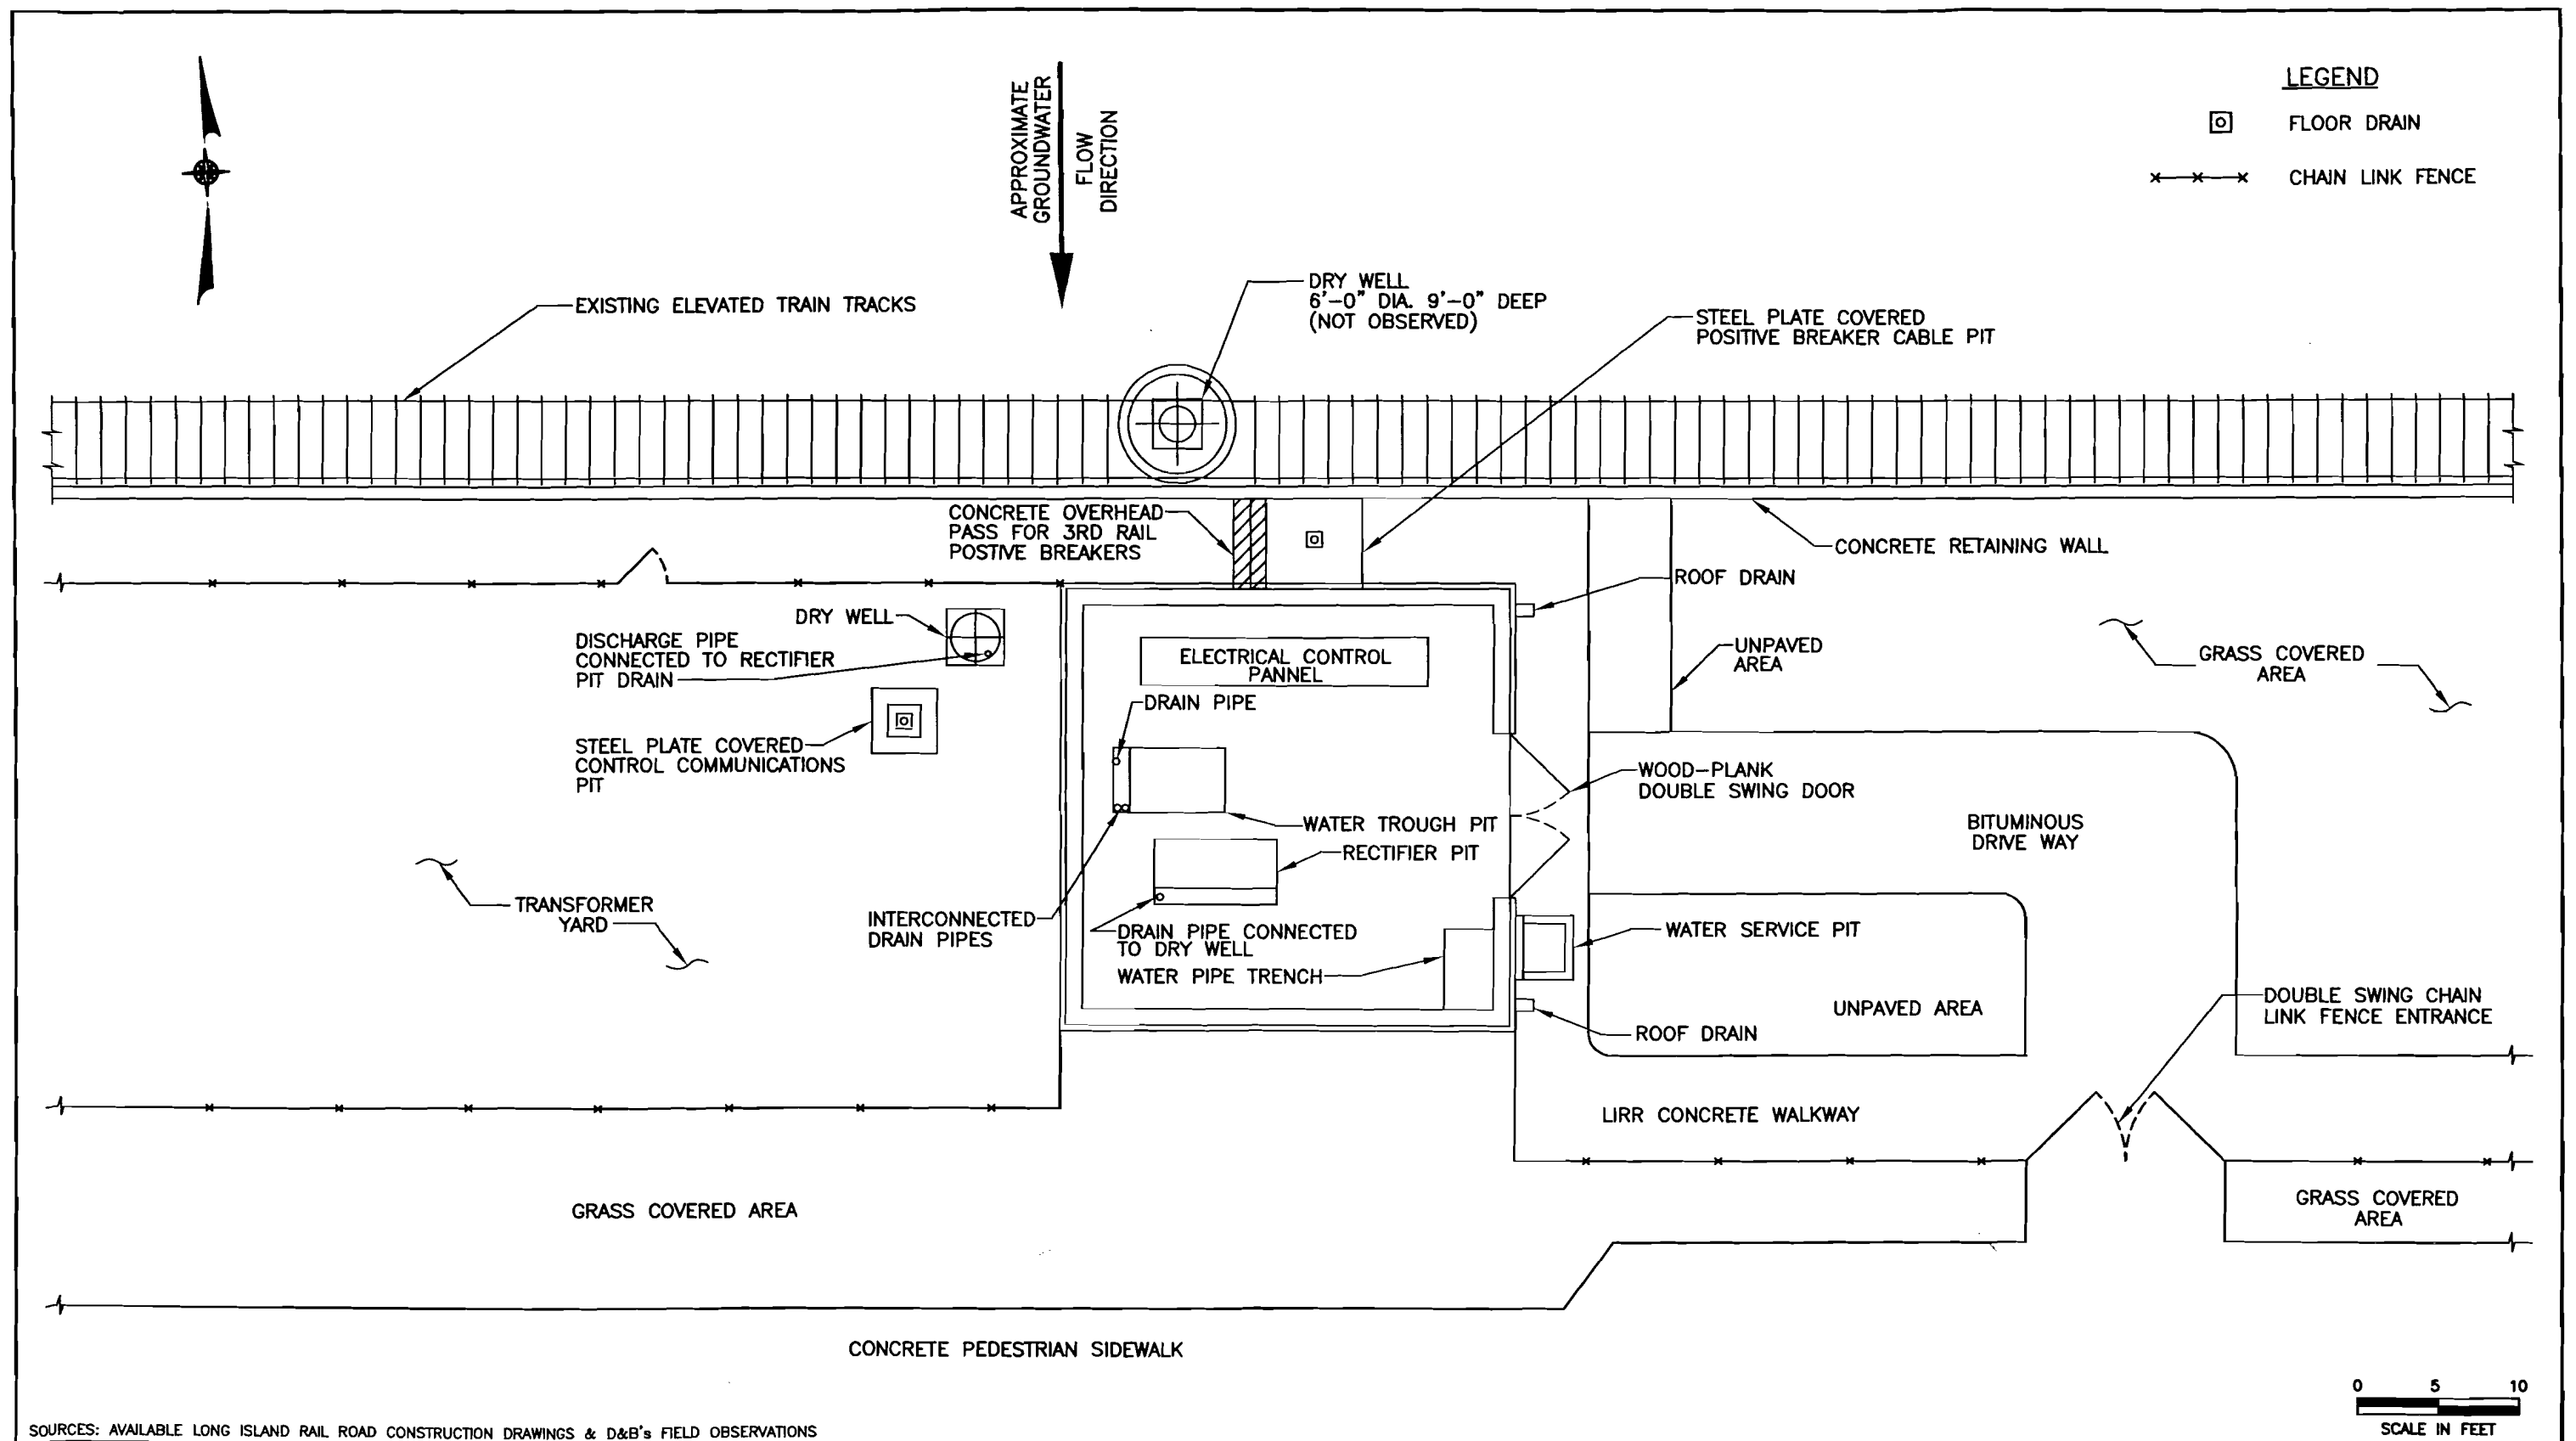 LEGEND
FLOOR DRAIN
CHAIN LINK FENCE
APPROXIMATE
GROUNDWATER
FLOW
DIRECTION
EXISTING ELEVATED TRAIN TRACKS
DRY WELL
6'-0" DIA. 9'-0" DEEP
(NOT OBSERVED)
STEEL PLATE COVERED
POSITIVE BREAKER CABLE PIT
CONCRETE OVERHEAD
PASS FOR 3RD RAIL
POSTIVE BREAKERS
CONCRETE RETAINING WALL
ROOF DRAIN
DRY WELL
DISCHARGE PIPE
CONNECTED TO RECTIFIER
PIT DRAIN
ELECTRICAL CONTROL
PANNEL
UNPAVED
AREA
GRASS COVERED
AREA
DRAIN PIPE
STEEL PLATE COVERED
CONTROL COMMUNICATIONS
PIT
WOOD-PLANK
DOUBLE SWING DOOR
WATER TROUGH PIT
RECTIFIER PIT
BITUMINOUS
DRIVE WAY
TRANSFORMER
YARD
INTERCONNECTED
DRAIN PIPES
DRAIN PIPE CONNECTED
TO DRY WELL
WATER PIPE TRENCH
WATER SERVICE PIT
UNPAVED AREA
ROOF DRAIN
DOUBLE SWING CHAIN
LINK FENCE ENTRANCE
LIRR CONCRETE WALKWAY
GRASS COVERED AREA
GRASS COVERED
AREA
CONCRETE PEDESTRIAN SIDEWALK
0 5 10
SCALE IN FEET
SOURCES: AVAILABLE LONG ISLAND RAIL ROAD CONSTRUCTION DRAWINGS & D&B's FIELD OBSERVATIONS